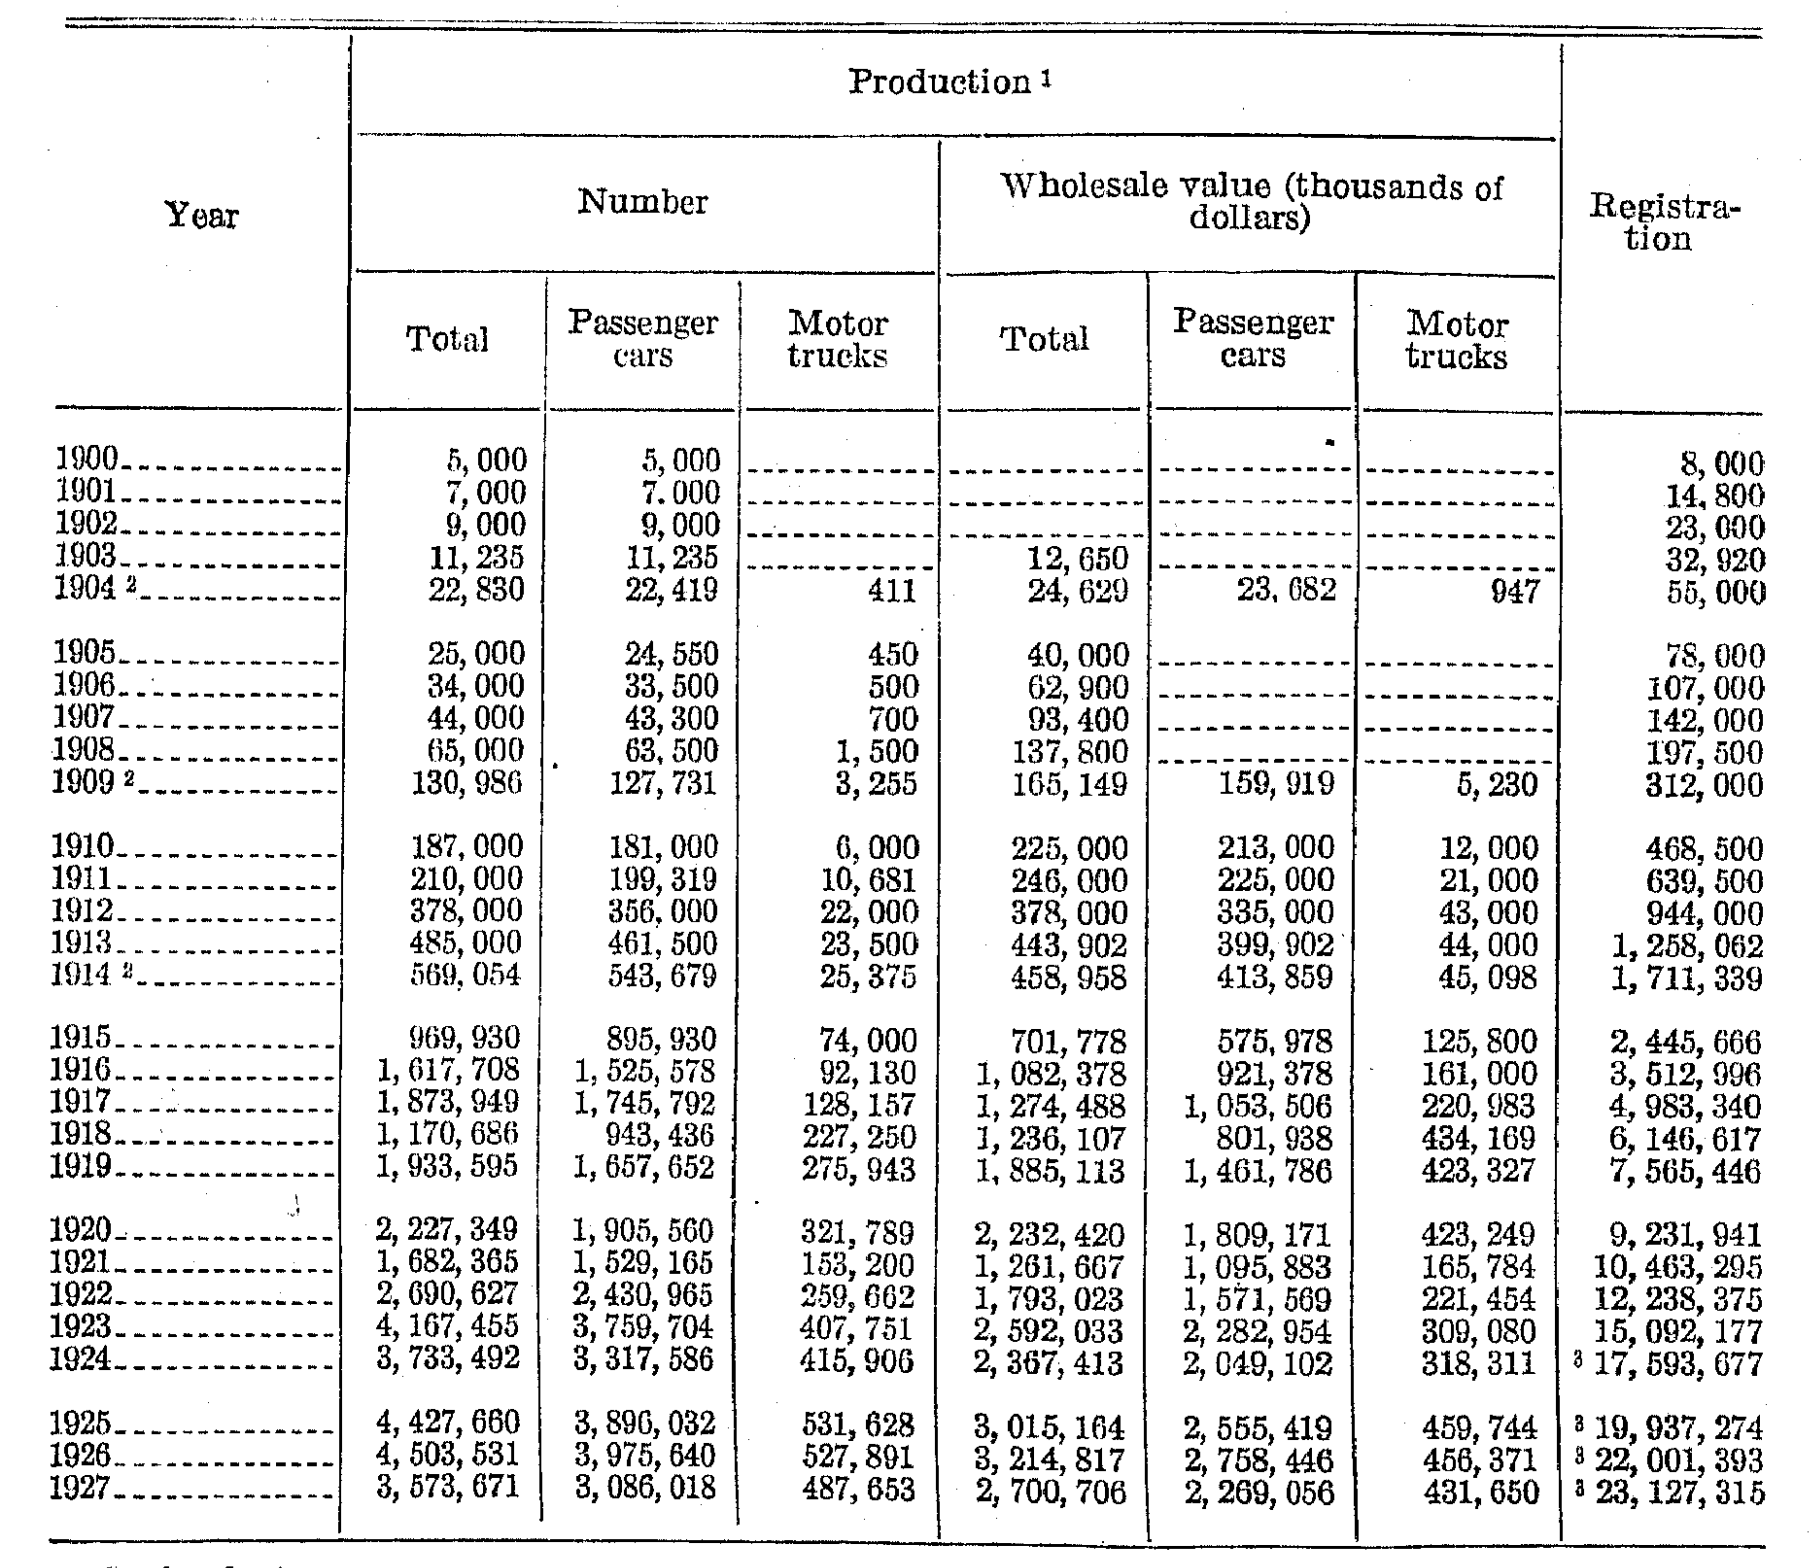 Production 1
Year
Number
Wholesale value (thousands of
dollars)
Registra-
tion
Total
Passenger
cars
Motor
trucks
Total
Passenger
cars
Motor
trucks
1900 5,000 5,000 8,000
1901 7,000 7.000 14,800
1902 9,000 9,000 23,000
1903 11,235 11,235 12,650 32,920
1904 2 22,830 22,419 411 24,629 23,682 947 55,000
1905 25,000 24,550 450 40,000 78,000
1906 34,000 33,500 500 62,900 107,000
1907 44,000 43,300 700 93,400 142,000
1908 65,000 63,500 1,500 137,800 197,500
1909 2 130,986 127,731 3,255 165,149 159,919 5,230 312,000
1910 187,000 181,000 6,000 225,000 213,000 12,000 468,500
1911 210,000 199,319 10,681 246,000 225,000 21,000 639,500
1912 378,000 356,000 22,000 378,000 335,000 43,000 944,000
1913 485,000 461,500 23,500 443,902 399,902 44,000 1,258,062
1914 2 569,054 543,679 25,375 458,958 413,859 45,098 1,711,339
1915 969,930 895,930 74,000 701,778 575,978 125,800 2,445,666
1916 1,617,708 1,525,578 92,130 1,082,378 921,378 161,000 3,512,996
1917 1,873,949 1,745,792 128,157 1,274,488 1,053,506 220,983 4,983,340
1918 1,170,686 943,436 227,250 1,236,107 801,938 434,169 6,146,617
1919 1,933,595 1,657,652 275,943 1,885,113 1,461,786 423,327 7,565,446
1920 2,227,349 1,905,560 321,789 2,232,420 1,809,171 423,249 9,231,941
1921 1,682,365 1,529,165 153,200 1,261,667 1,095,883 165,784 10,463,295
1922 2,690,627 2,430,965 259,662 1,793,023 1,571,569 221,454 12,238,375
1923 4,167,455 3,759,704 407,751 2,592,033 2,282,954 309,080 15,092,177
1924 3,733,492 3,317,586 415,906 2,367,413 2,049,102 318,311 3 17,593,677
1925 4,427,660 3,896,032 531,628 3,015,164 2,555,419 459,744 3 19,937,274
1926 4,503,531 3,975,640 527,891 3,214,817 2,758,446 456,371 3 22,001,393
1927 3,573,671 3,086,018 487,653 2,700,706 2,269,056 431,650 3 23,127,315